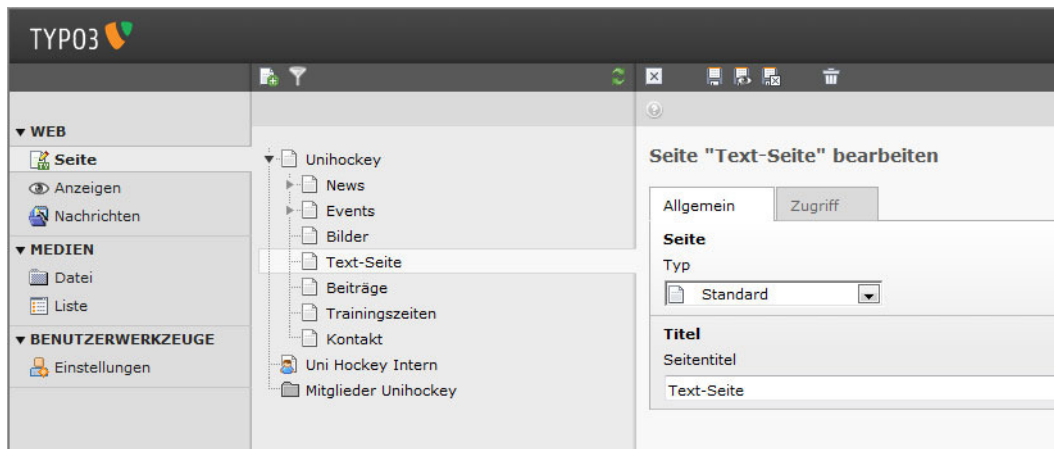 TYPO3
WEB
Seite
Anzeigen
Nachrichten
MEDIEN
Datei
Liste
BENUTZERWERKZEUGE
Einstellungen
Unihockey
News
Events
Bilder
Text-Seite
Beiträge
Trainingszeiten
Kontakt
Uni Hockey Intern
Mitglieder Unihockey
Seite "Text-Seite" bearbeiten
Allgemein Zugriff
Seite
Typ
Standard
Titel
Seitentitel
Text-Seite